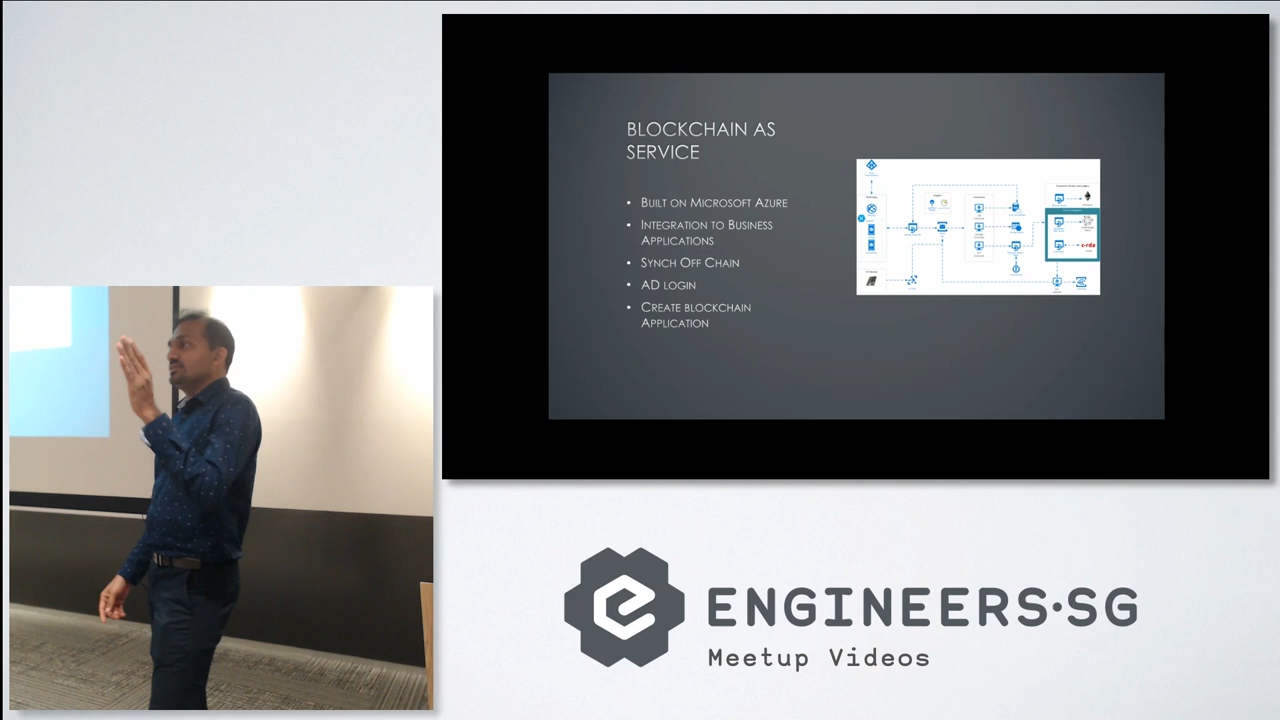 BLOCKCHAIN AS
SERVICE
• BUILT ON MICROSOFT AZURE
• INTEGRATION TO BUSINESS
APPLICATIONS
• SYNCH OFF CHAIN
• AD LOGIN
• CREATE BLOCKCHAIN
APPLICATION
c·rda
ENGINEERS·SG
Meetup Videos